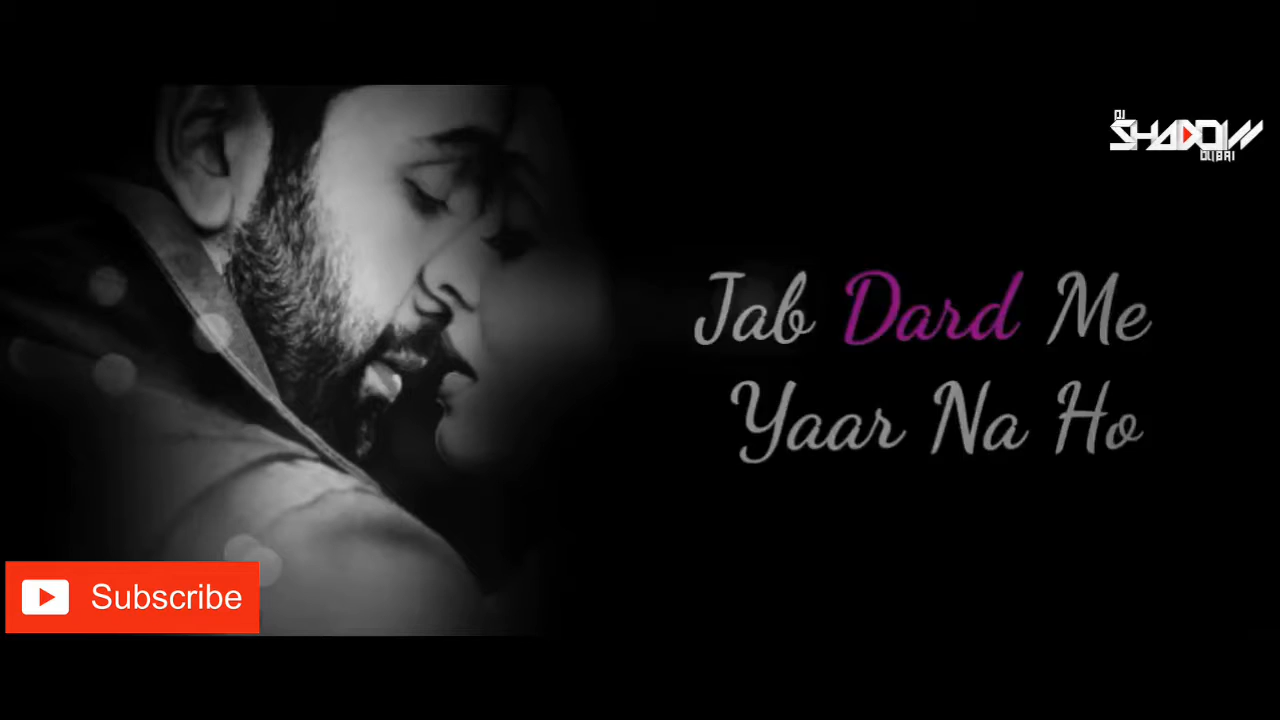 DJ
SHADOW
DUBAI
Jab Dard Me
Yaar Na Ho
Subscribe